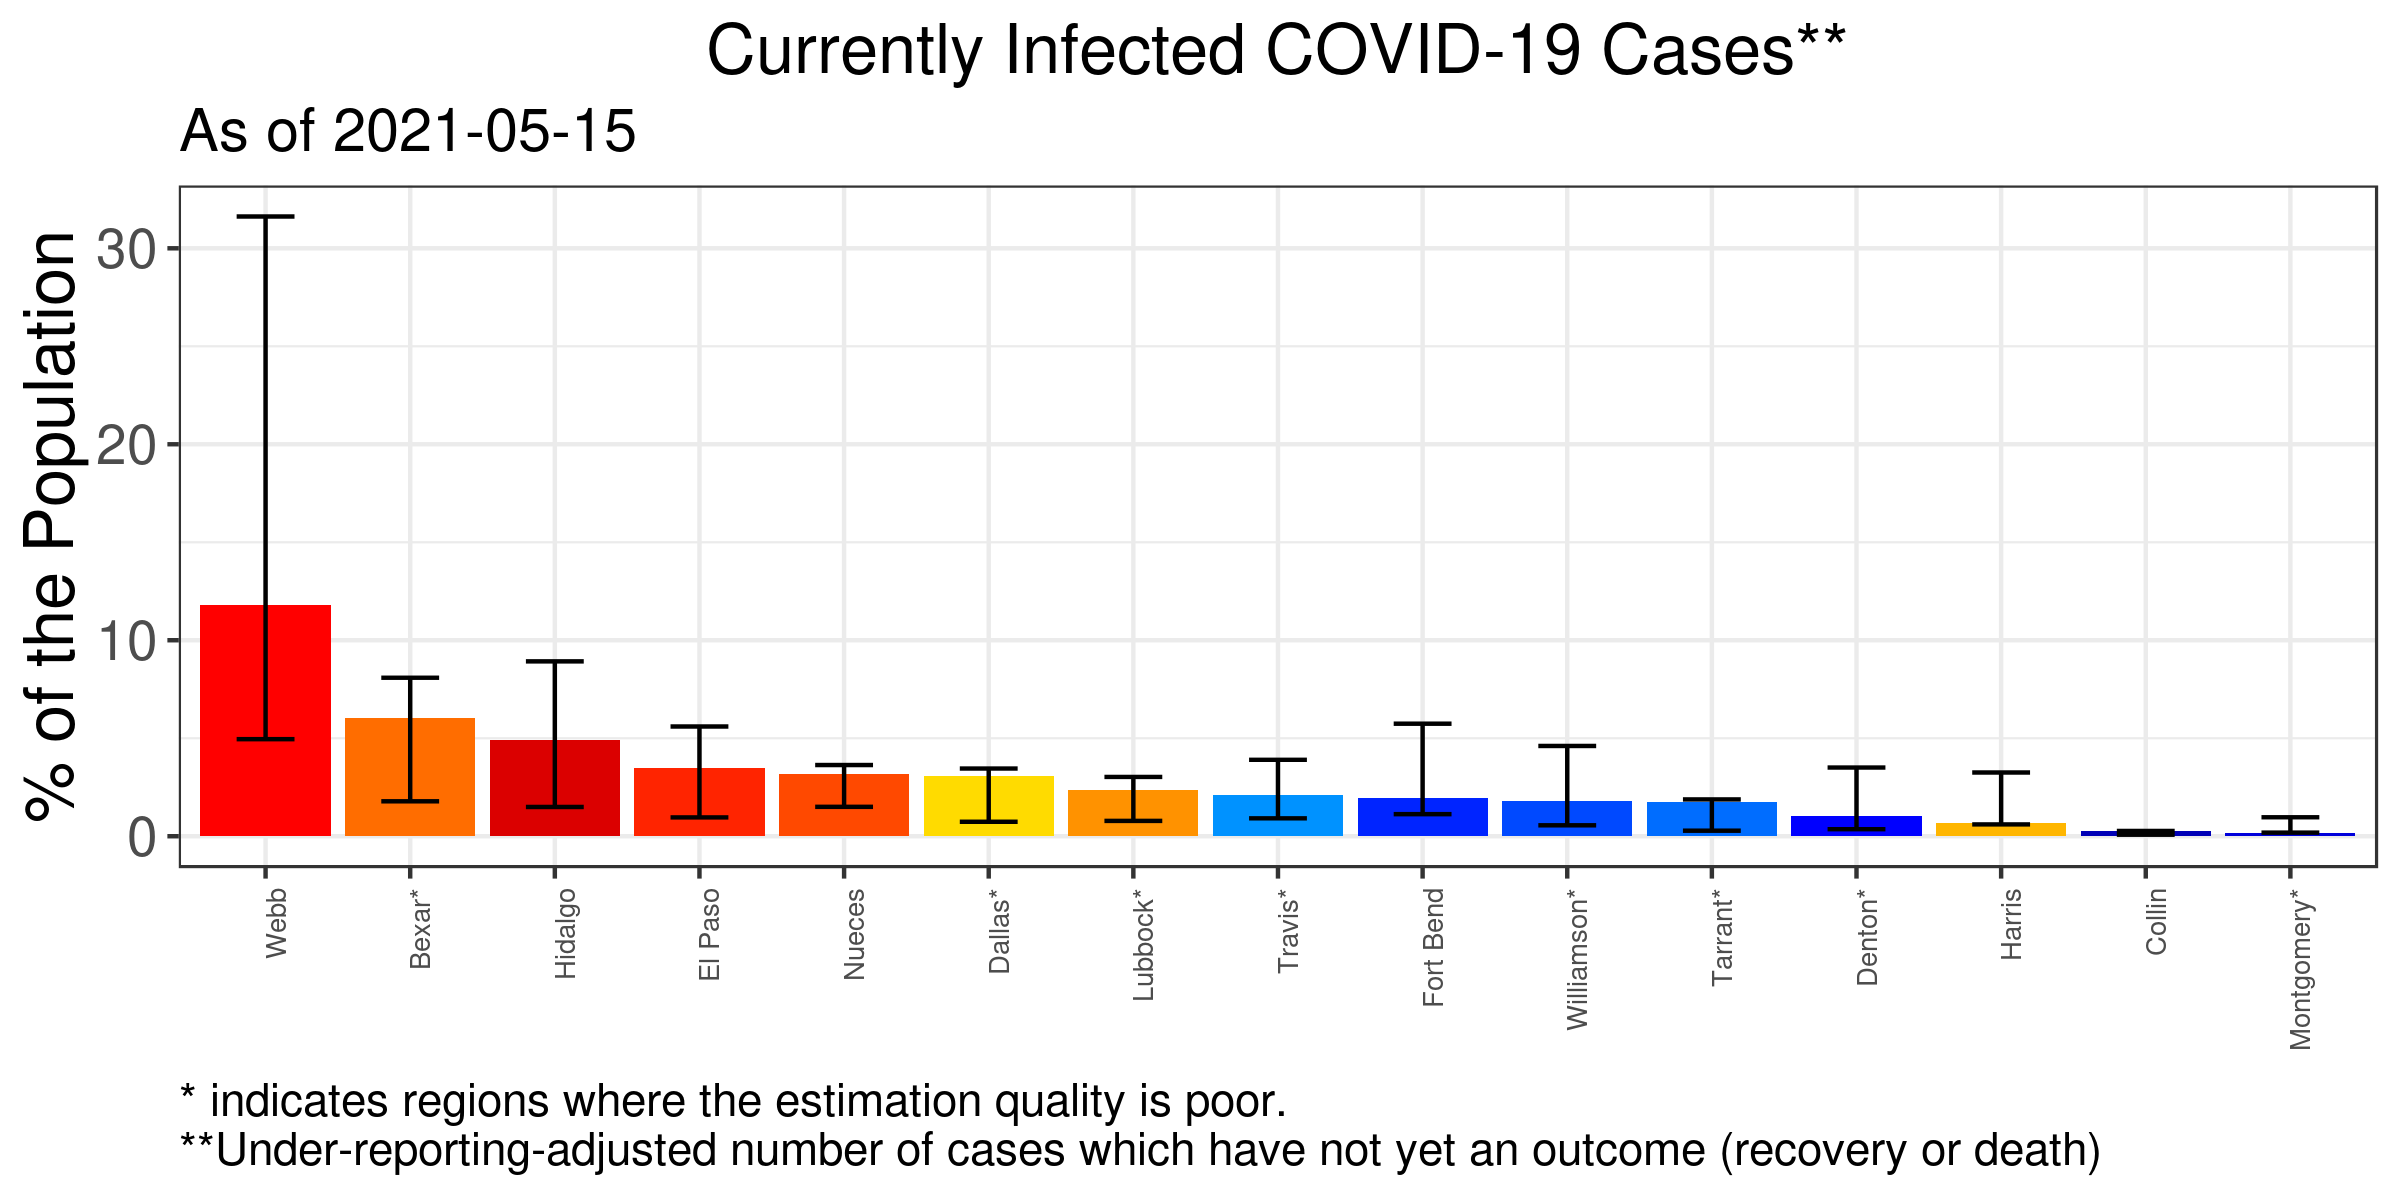 Currently Infected COVID-19 Cases**
As of 2021-05-15
% of the Population
30
20
10
0
Webb
Bexar*
Hidalgo
El Paso
Nueces
Dallas*
Lubbock*
Travis*
Fort Bend
Williamson*
Tarrant*
Denton*
Harris
Collin
Montgomery*
* indicates regions where the estimation quality is poor.
**Under-reporting-adjusted number of cases which have not yet an outcome (recovery or death)